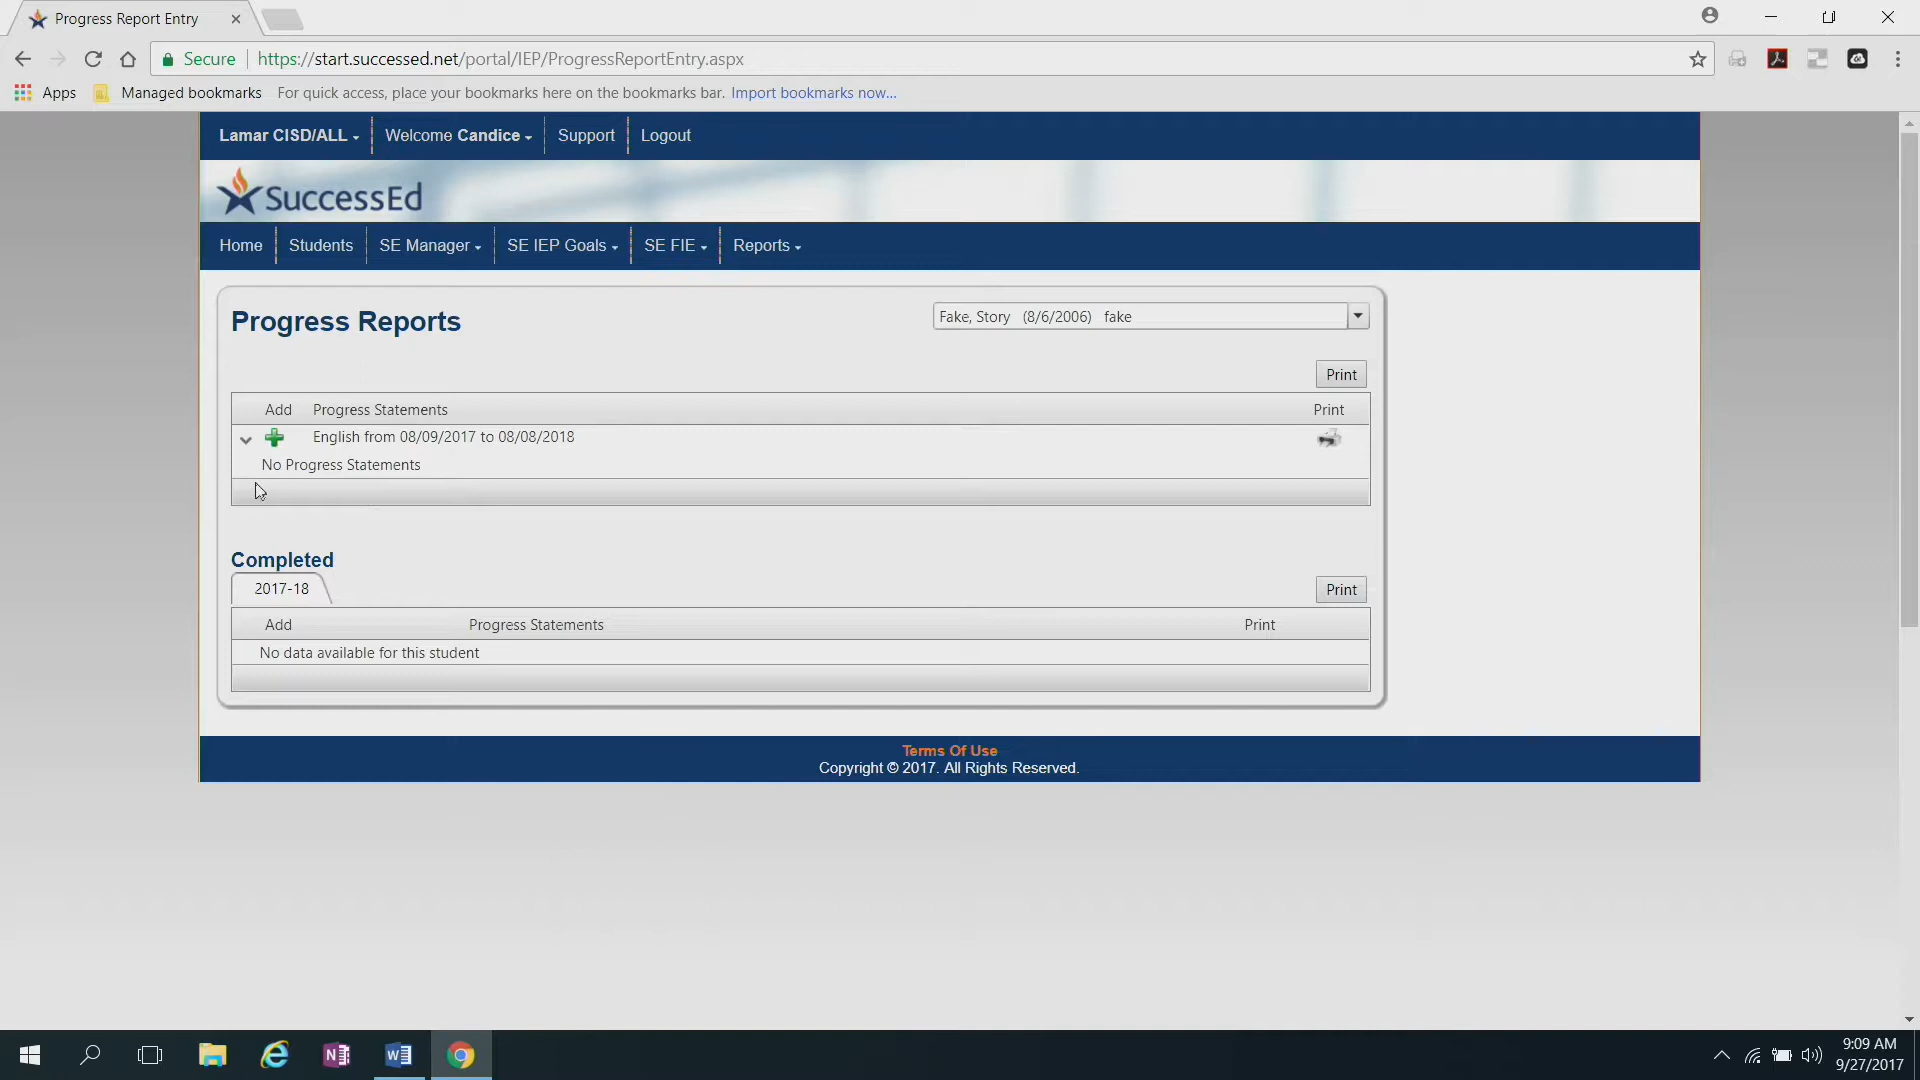 Progress Report Entry
Secure https://start.successed.net/portal/IEP/ProgressReportEntry.aspx
Apps Managed bookmarks For quick access, place your bookmarks here on the bookmarks bar. Import bookmarks now...
Lamar CISD/ALL Welcome Candice Support Logout
SuccessEd
Home Students SE Manager SE IEP Goals SE FIE Reports
Progress Reports Fake, Story (8/6/2006) fake
Print
Add Progress Statements Print
English from 08/09/2017 to 08/08/2018
No Progress Statements
Completed
2017-18 Print
Add Progress Statements Print
No data available for this student
Terms Of Use
Copyright © 2017. All Rights Reserved.
9:09 AM
9/27/2017